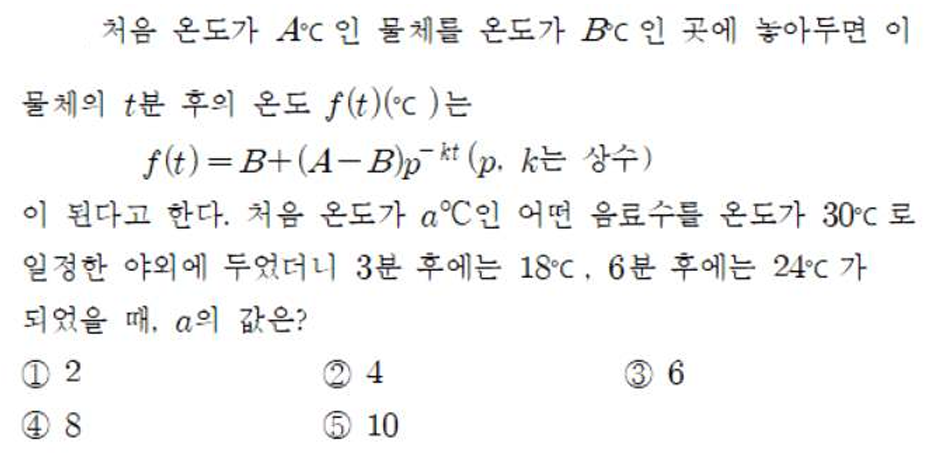 처음 온도가 A℃ 인 물체를 온도가 B℃ 인 곳에 놓아두면 이
물체의 t분 후의 온도 f(t)(℃ )는
f(t)=B+(A−B)p^{−kt} (p, k는 상수)
이 된다고 한다. 처음 온도가 a℃인 어떤 음료수를 온도가 30℃ 로
일정한 야외에 두었더니 3분 후에는 18℃, 6분 후에는 24℃ 가
되었을 때, a의 값은?
① 2 ② 4 ③ 6
④ 8 ⑤ 10